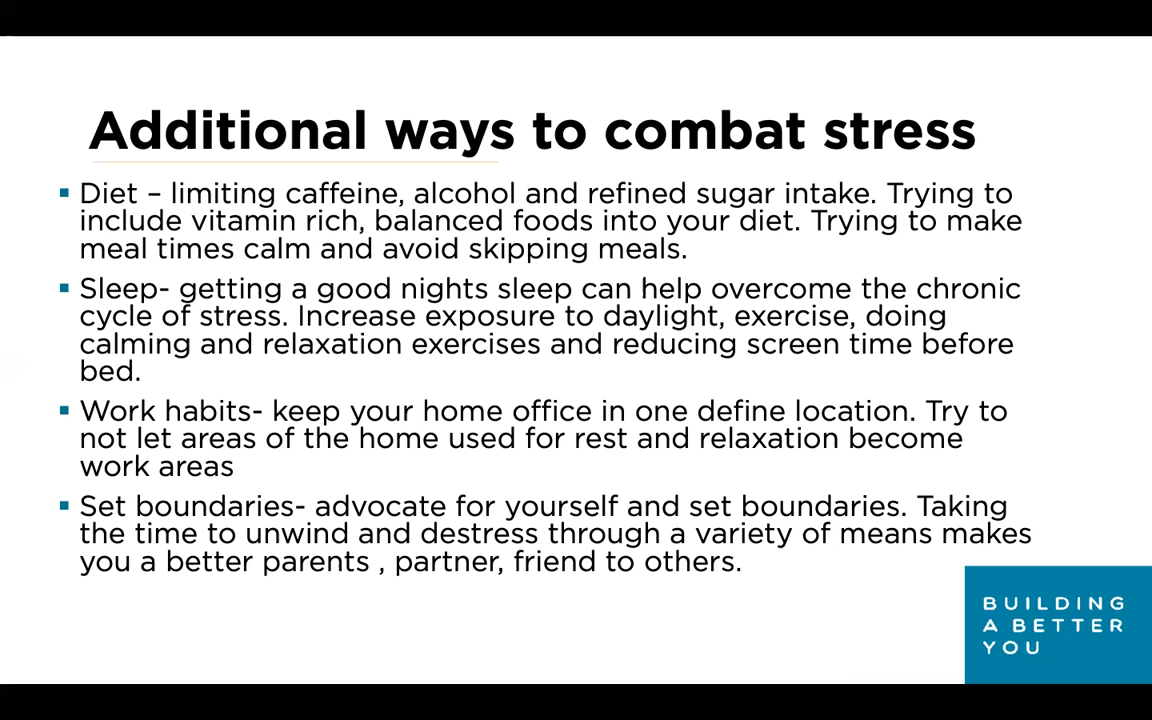 Additional ways to combat stress
▪ Diet – limiting caffeine, alcohol and refined sugar intake. Trying to
include vitamin rich, balanced foods into your diet. Trying to make
meal times calm and avoid skipping meals.
▪ Sleep- getting a good nights sleep can help overcome the chronic
cycle of stress. Increase exposure to daylight, exercise, doing
calming and relaxation exercises and reducing screen time before
bed.
▪ Work habits- keep your home office in one define location. Try to
not let areas of the home used for rest and relaxation become
work areas
▪ Set boundaries- advocate for yourself and set boundaries. Taking
the time to unwind and destress through a variety of means makes
you a better parents , partner, friend to others.
BUILDING
A BETTER
YOU